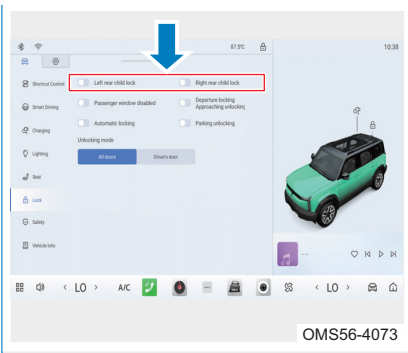 87.5℃
10:38
Shortcut Control
Left rear child lock
Right rear child lock
Smart Driving
Passenger window disabled
Departure locking
Approaching unlocking
Charging
Automatic locking
Parking unlocking
Unlocking mode
Lighting
All doors
Driver's door
Seat
Lock
Safety
Vehicle Info
...
< LO >
A/C
...
< LO >
OMS56-4073